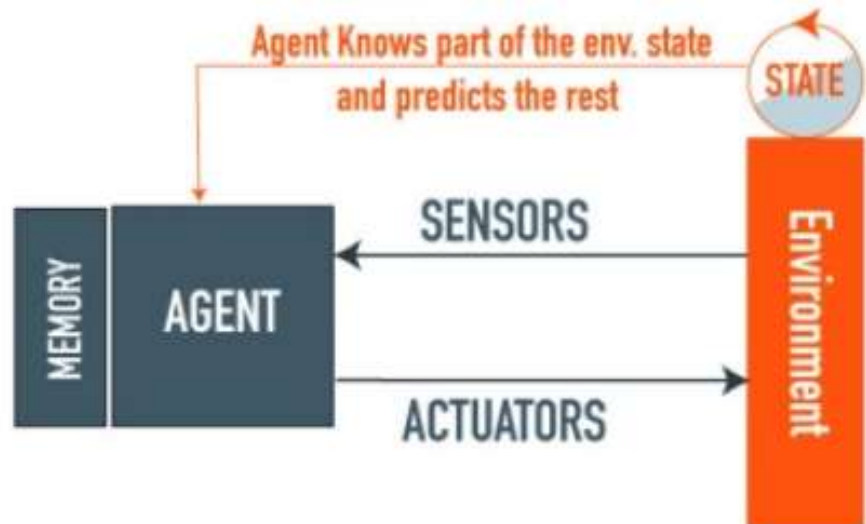 Agent Knows part of the env. state
and predicts the rest
STATE
SENSORS
MEMORY
AGENT
Environment
ACTUATORS